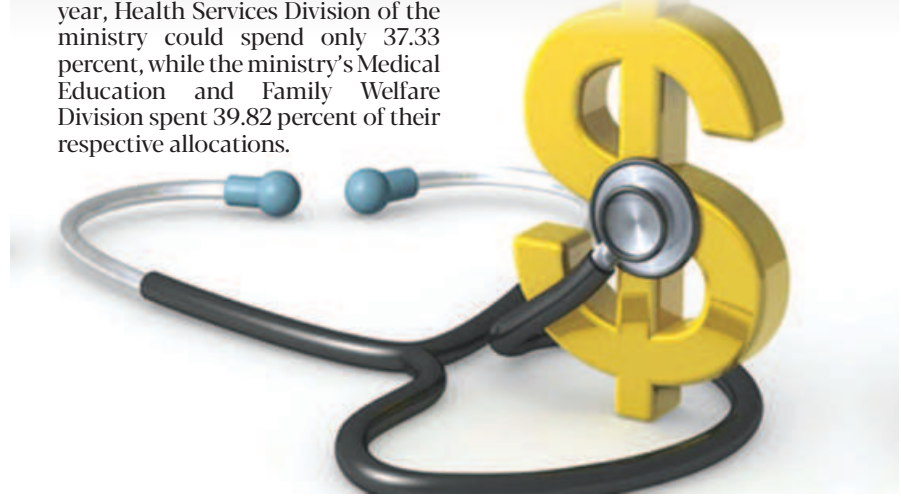 year, Health Services Division of the
ministry could spend only 37.33
percent, while the ministry's Medical
Education and Family Welfare
Division spent 39.82 percent of their
respective allocations.